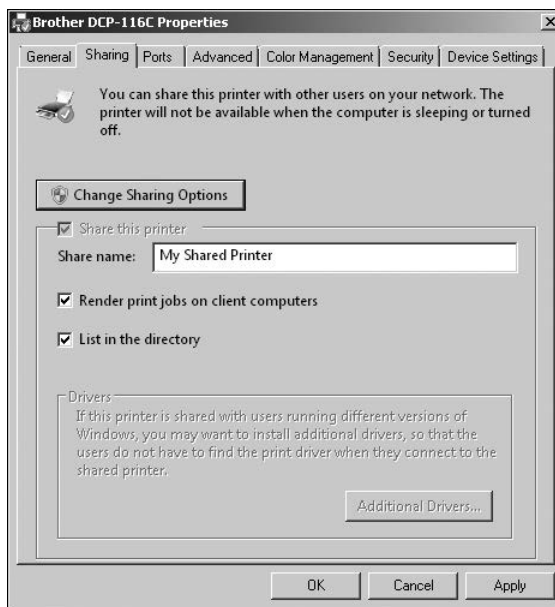 Brother DCP-116C Properties
General Sharing Ports Advanced Color Management Security Device Settings
You can share this printer with other users on your network. The
printer will not be available when the computer is sleeping or turned
off.
Change Sharing Options
Share this printer
Share name: My Shared Printer
Render print jobs on client computers
List in the directory
Drivers
If this printer is shared with users running different versions of
Windows, you may want to install additional drivers, so that the
users do not have to find the print driver when they connect to the
shared printer.
Additional Drivers...
OK Cancel Apply